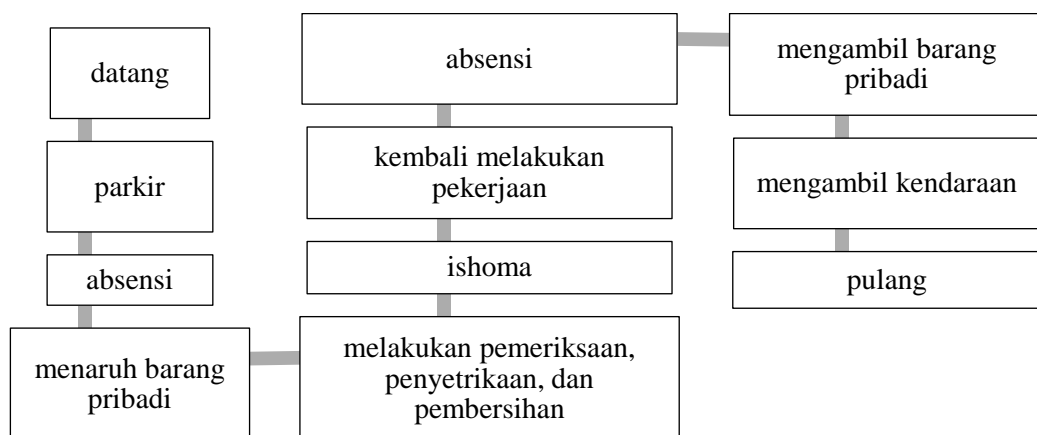 datang
parkir
absensi
menaruh barang
pribadi
melakukan pemeriksaan,
penyetrikaan, dan
pembersihan
ishoma
kembali melakukan
pekerjaan
absensi
mengambil barang
pribadi
mengambil kendaraan
pulang